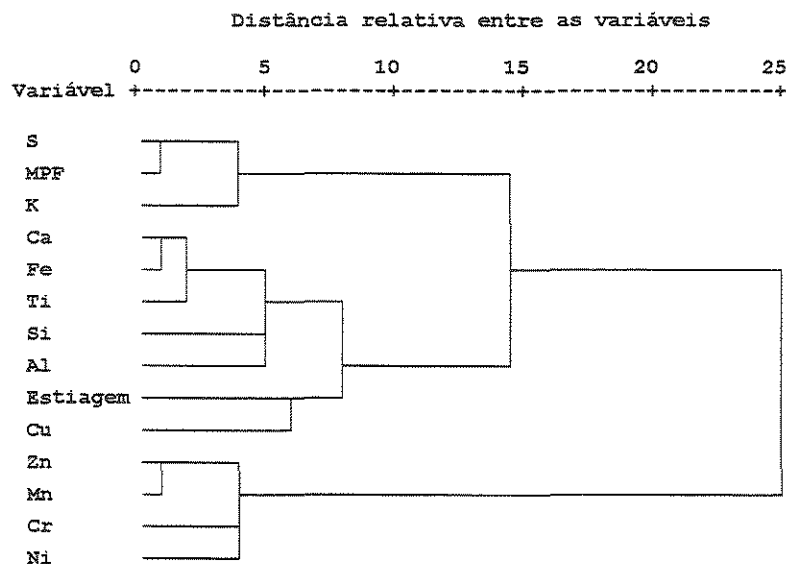 Distância relativa entre as variáveis
0 5 10 15 20 25
Variável +---------+---------+---------+---------+---------+
S
MPF
K
Ca
Fe
Ti
Si
Al
Estiagem
Cu
Zn
Mn
Cr
Ni